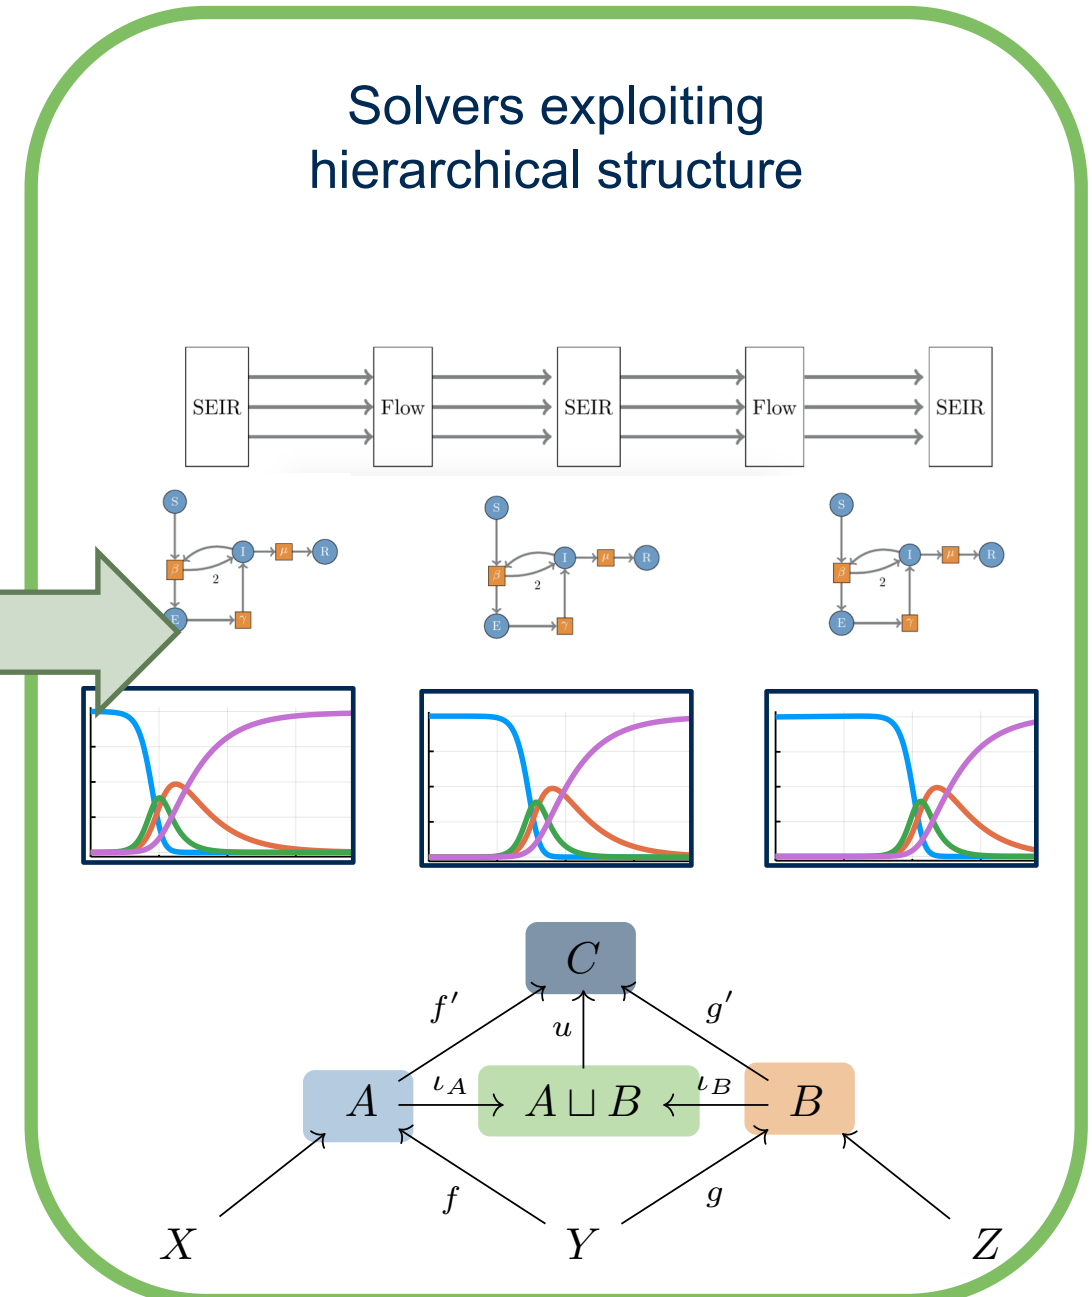 Solvers exploiting
hierarchical structure
SEIR Flow SEIR Flow SEIR
S S S
β 2 I μ R β 2 I μ R β 2 I μ R
E γ E γ E γ
C
f′ u g′
A ι_A A ⊔ B ι_B B
f g
X Y Z